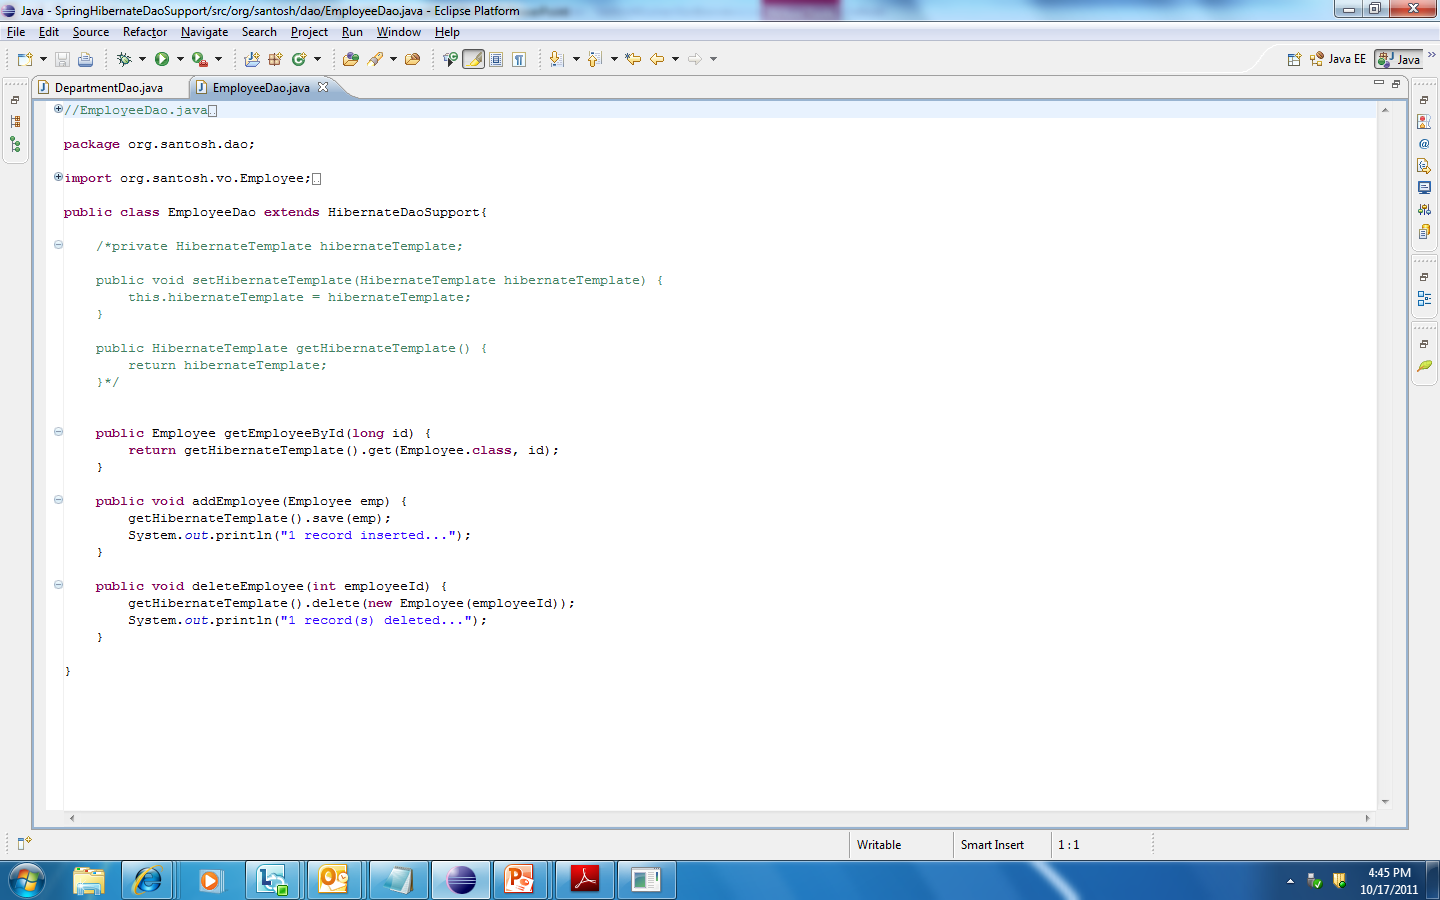 Java - SpringHibernateDaoSupport/src/org/santosh/dao/EmployeeDao.java - Eclipse Platform
File Edit Source Refactor Navigate Search Project Run Window Help
Java EE Java
DepartmentDao.java EmployeeDao.java
//EmployeeDao.java
package org.santosh.dao;
import org.santosh.vo.Employee;
public class EmployeeDao extends HibernateDaoSupport{
/*private HibernateTemplate hibernateTemplate;
public void setHibernateTemplate(HibernateTemplate hibernateTemplate) {
this.hibernateTemplate = hibernateTemplate;
}
public HibernateTemplate getHibernateTemplate() {
return hibernateTemplate;
}*/
public Employee getEmployeeById(long id) {
return getHibernateTemplate().get(Employee.class, id);
}
public void addEmployee(Employee emp) {
getHibernateTemplate().save(emp);
System.out.println("1 record inserted...");
}
public void deleteEmployee(int employeeId) {
getHibernateTemplate().delete(new Employee(employeeId));
System.out.println("1 record(s) deleted...");
}
}
Writable Smart Insert 1 : 1
4:45 PM
10/17/2011